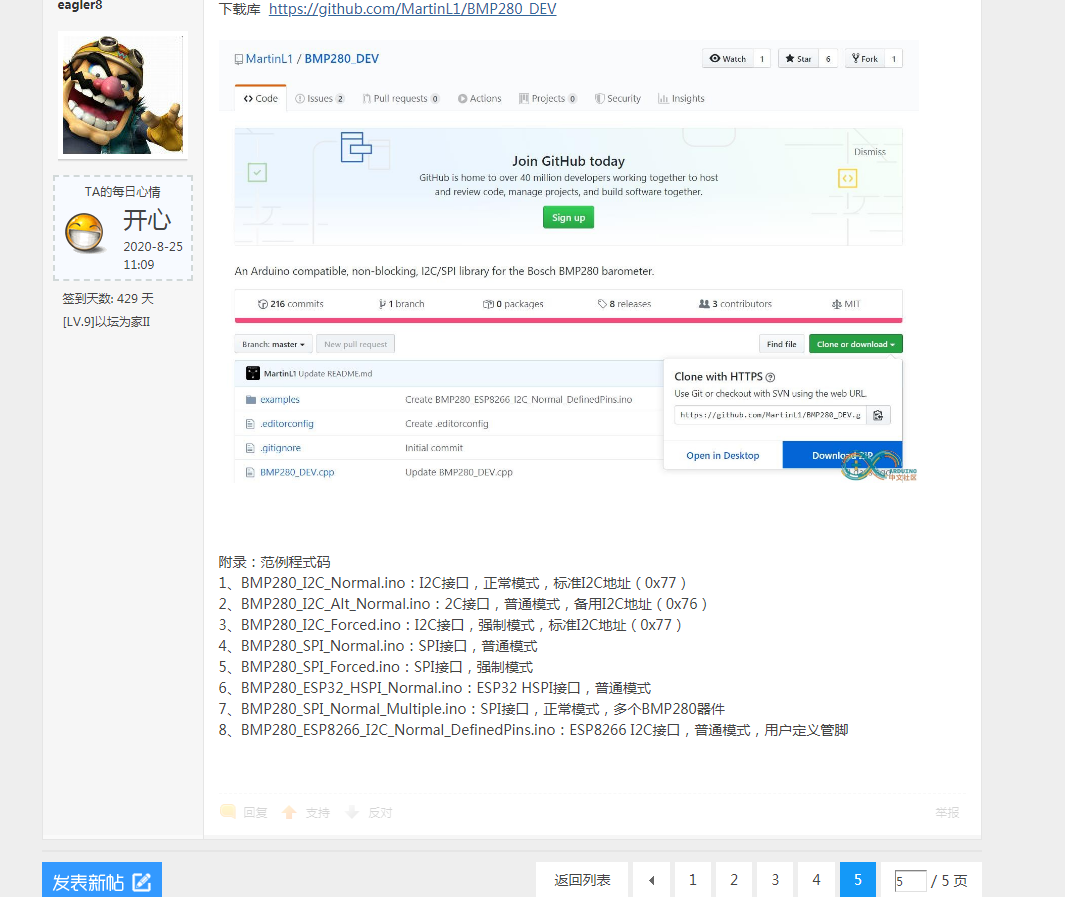 eagler8
下载库 https://github.com/MartinL1/BMP280_DEV
MartinL1 / BMP280_DEV
Watch 1 Star 6 Fork 1
Code Issues 2 Pull requests 0 Actions Projects 0 Security Insights
Join GitHub today
Dismiss
GitHub is home to over 40 million developers working together to host
and review code, manage projects, and build software together.
Sign up
TA的每日心情
开心
2020-8-25
11:09
签到天数: 429 天
[LV.9]以坛为家II
An Arduino compatible, non-blocking, I2C/SPI library for the Bosch BMP280 barometer.
216 commits 1 branch 0 packages 8 releases 3 contributors MIT
Branch: master New pull request Find file Clone or download
MartinL1 Update README.md
Clone with HTTPS
Use Git or checkout with SVN using the web URL.
https://github.com/MartinL1/BMP280_DEV.g
Open in Desktop Download ZIP
examples Create BMP280_ESP8266_I2C_Normal_DefinedPins.ino
.editorconfig Create .editorconfig
.gitignore Initial commit
BMP280_DEV.cpp Update BMP280_DEV.cpp
ARDUINO
中文社区
附录：范例程式码
1、BMP280_I2C_Normal.ino：I2C接口，正常模式，标准I2C地址（0x77）
2、BMP280_I2C_Alt_Normal.ino：2C接口，普通模式，备用I2C地址（0x76）
3、BMP280_I2C_Forced.ino：I2C接口，强制模式，标准I2C地址（0x77）
4、BMP280_SPI_Normal.ino：SPI接口，普通模式
5、BMP280_SPI_Forced.ino：SPI接口，强制模式
6、BMP280_ESP32_HSPI_Normal.ino：ESP32 HSPI接口，普通模式
7、BMP280_SPI_Normal_Multiple.ino：SPI接口，正常模式，多个BMP280器件
8、BMP280_ESP8266_I2C_Normal_DefinedPins.ino：ESP8266 I2C接口，普通模式，用户定义管脚
回复 支持 反对 举报
发表新帖 返回列表 1 2 3 4 5 5 / 5 页